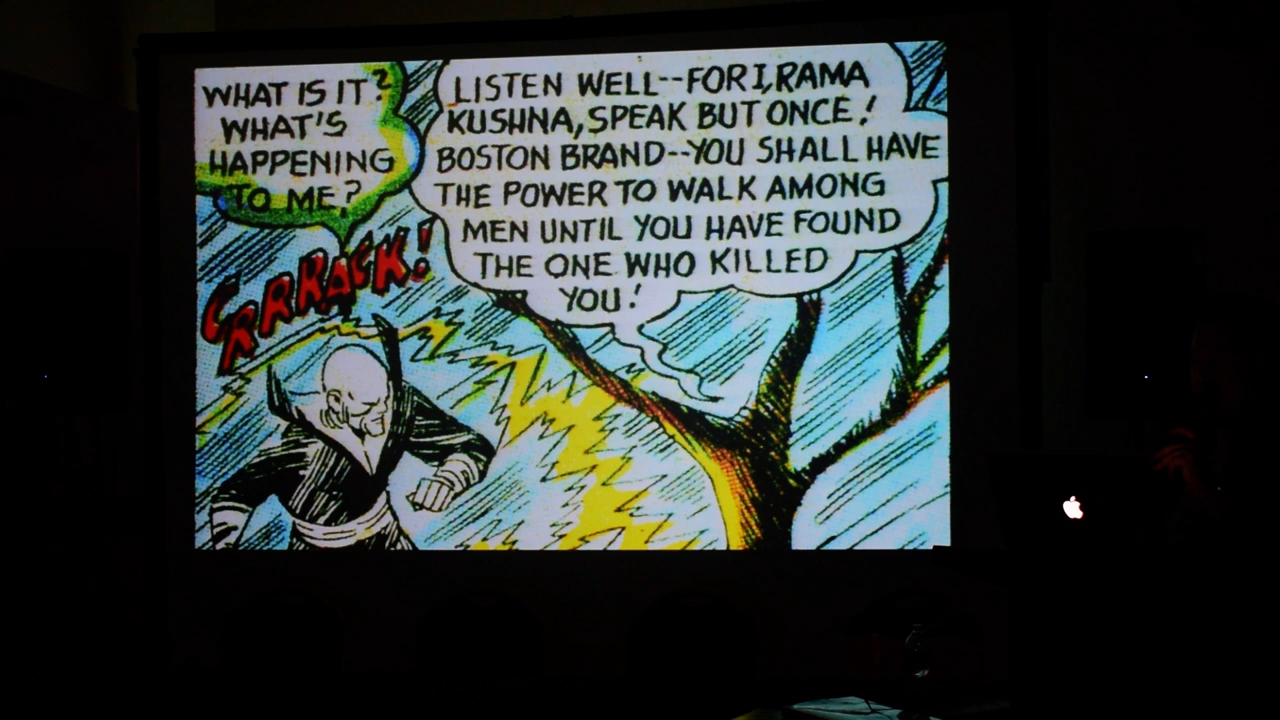 WHAT IS IT?
WHAT'S
HAPPENING
TO ME?
LISTEN WELL--FOR I, RAMA
KUSHNA, SPEAK BUT ONCE!
BOSTON BRAND--YOU SHALL HAVE
THE POWER TO WALK AMONG
MEN UNTIL YOU HAVE FOUND
THE ONE WHO KILLED
YOU!
CRRRACK!